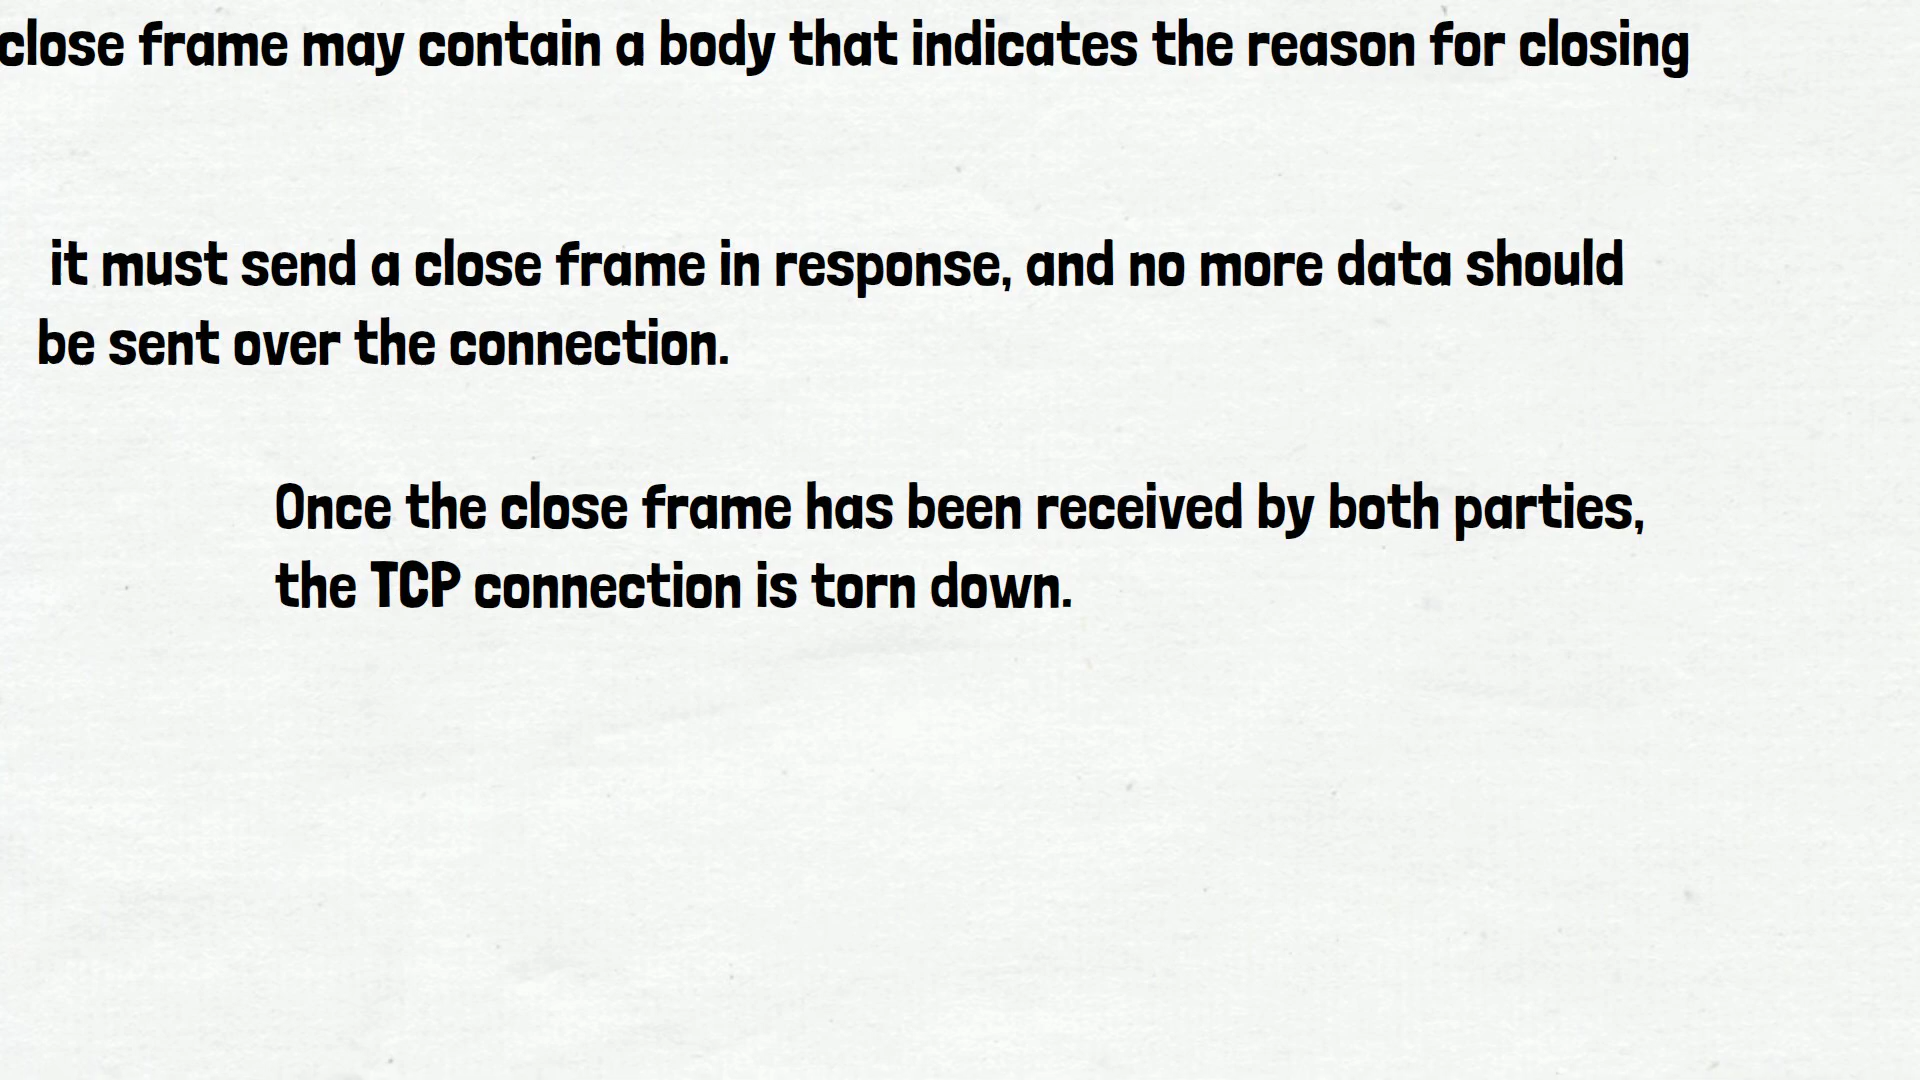 close frame may contain a body that indicates the reason for closing
it must send a close frame in response, and no more data should
be sent over the connection.
Once the close frame has been received by both parties,
the TCP connection is torn down.